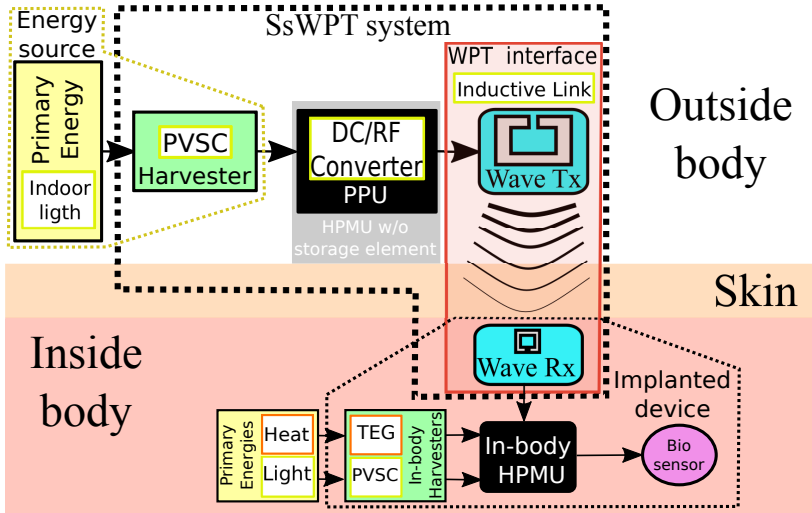 SsWPT system
Energy
source
Primary
Energy
Indoor
ligth
PVSC
Harvester
DC/RF
Converter
PPU
HPMU w/o
storage element
WPT interface
Inductive Link
Wave Tx
Outside
body
Skin
Inside
body
Wave Rx
Implanted
device
Primary
Energies
Heat
Light
TEG
PVSC
In-body
Harvesters
In-body
HPMU
Bio
sensor